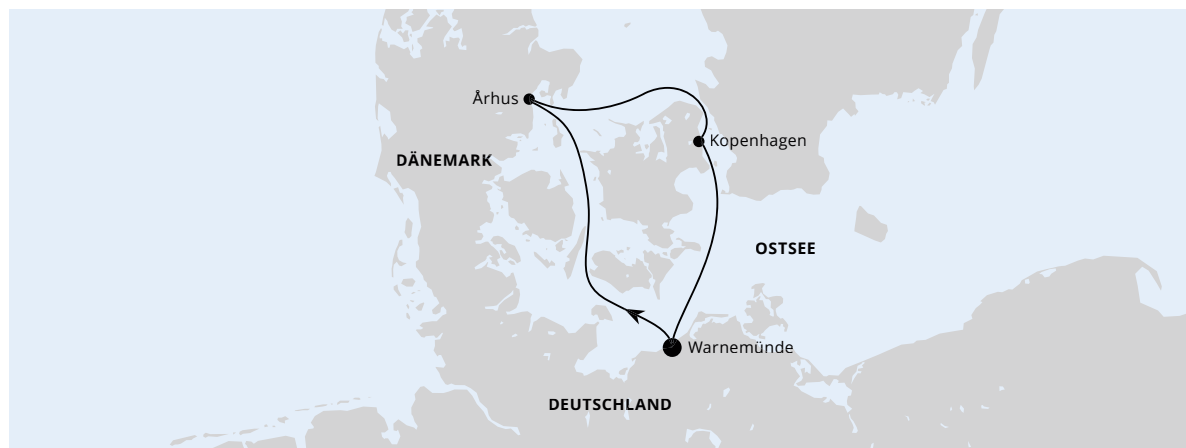 Århus
Kopenhagen
DÄNEMARK
OSTSEE
Warnemünde
DEUTSCHLAND